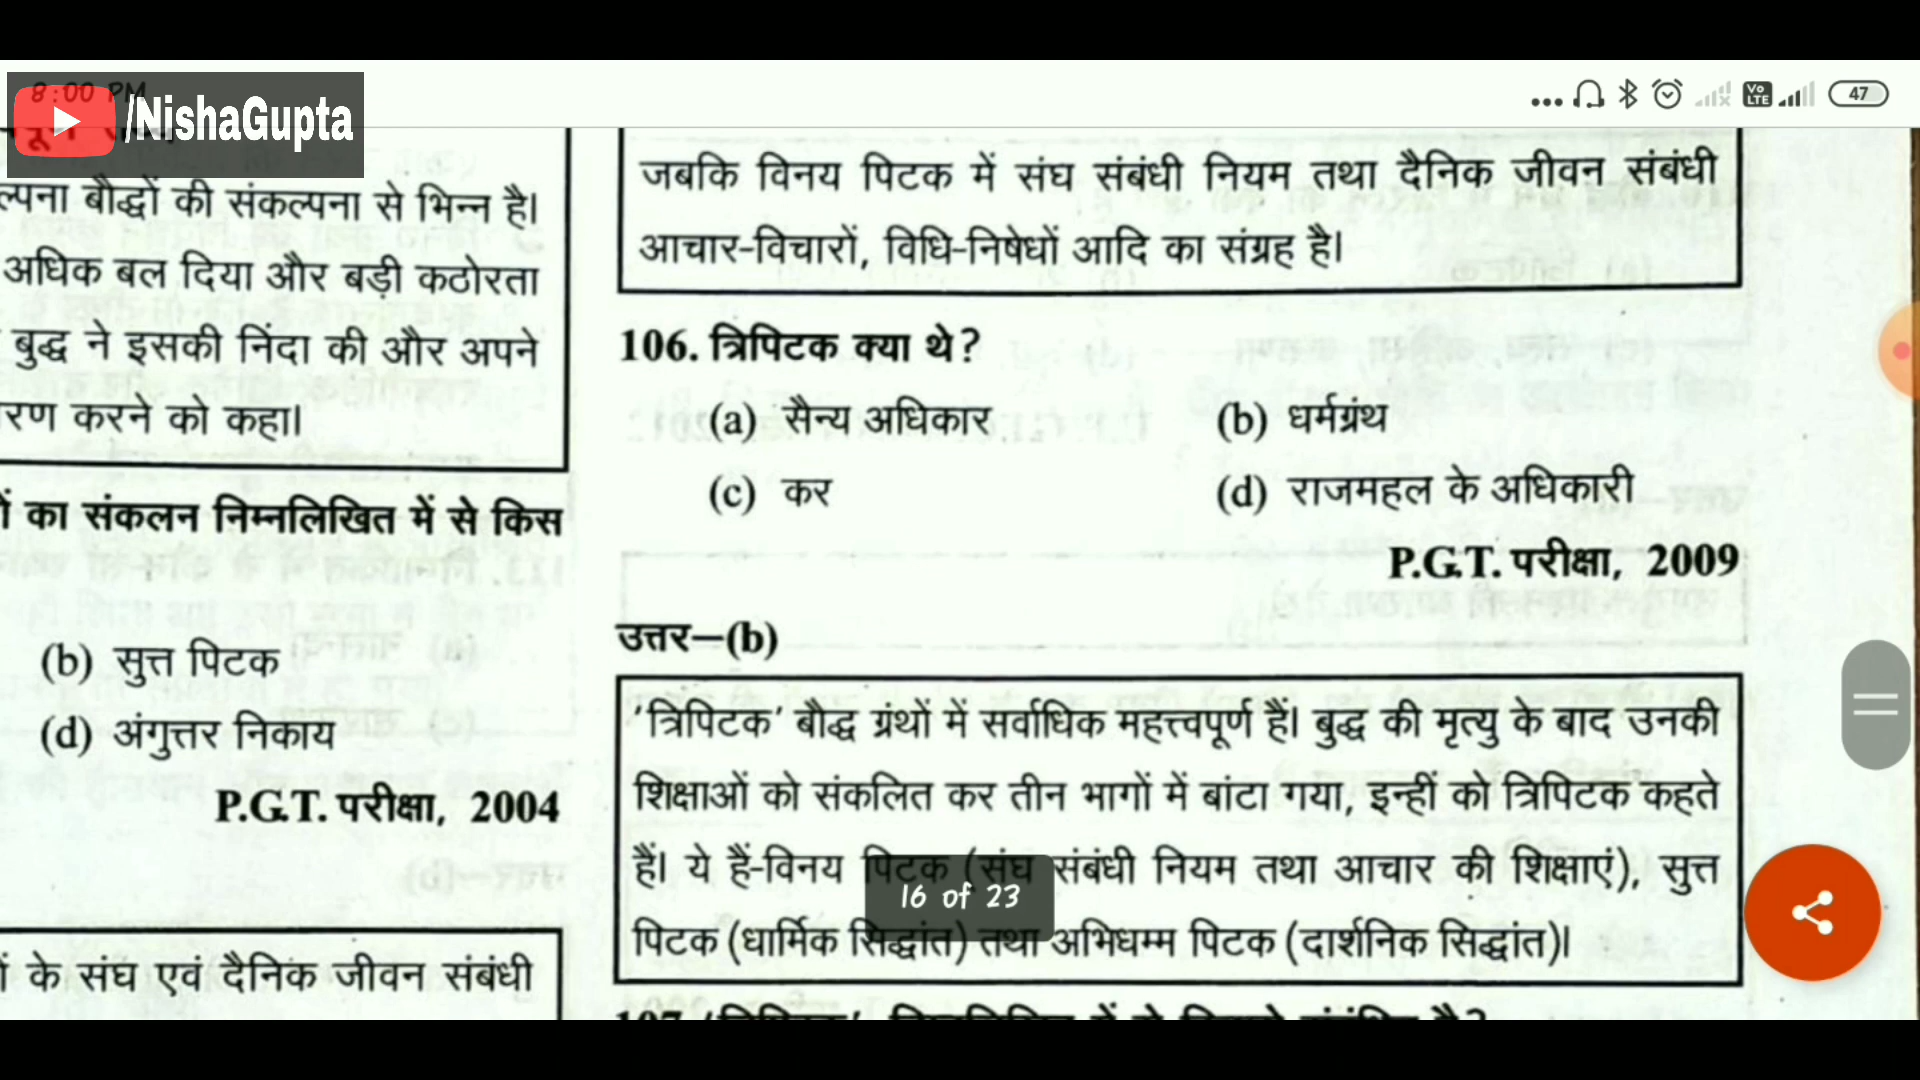 8:00 PM
/NishaGupta
47
ल्पना बौद्धों की संकल्पना से भिन्न है।
अधिक बल दिया और बड़ी कठोरता
बुद्ध ने इसकी निंदा की और अपने
रण करने को कहा।
का संकलन निम्नलिखित में से किस
(b) सुत्त पिटक
(d) अंगुत्तर निकाय
P.G.T. परीक्षा, 2004
के संघ एवं दैनिक जीवन संबंधी
जबकि विनय पिटक में संघ संबंधी नियम तथा दैनिक जीवन संबंधी
आचार-विचारों, विधि-निषेधों आदि का संग्रह है।
106. त्रिपिटक क्या थे?
(a) सैन्य अधिकार (b) धर्मग्रंथ
(c) कर (d) राजमहल के अधिकारी
P.G.T. परीक्षा, 2009
उत्तर—(b)
'त्रिपिटक' बौद्ध ग्रंथों में सर्वाधिक महत्त्वपूर्ण हैं। बुद्ध की मृत्यु के बाद उनकी
शिक्षाओं को संकलित कर तीन भागों में बांटा गया, इन्हीं को त्रिपिटक कहते
हैं। ये हैं-विनय पिटक (संघ संबंधी नियम तथा आचार की शिक्षाएं), सुत्त
पिटक (धार्मिक सिद्धांत) तथा अभिधम्म पिटक (दार्शनिक सिद्धांत)।
16 of 23